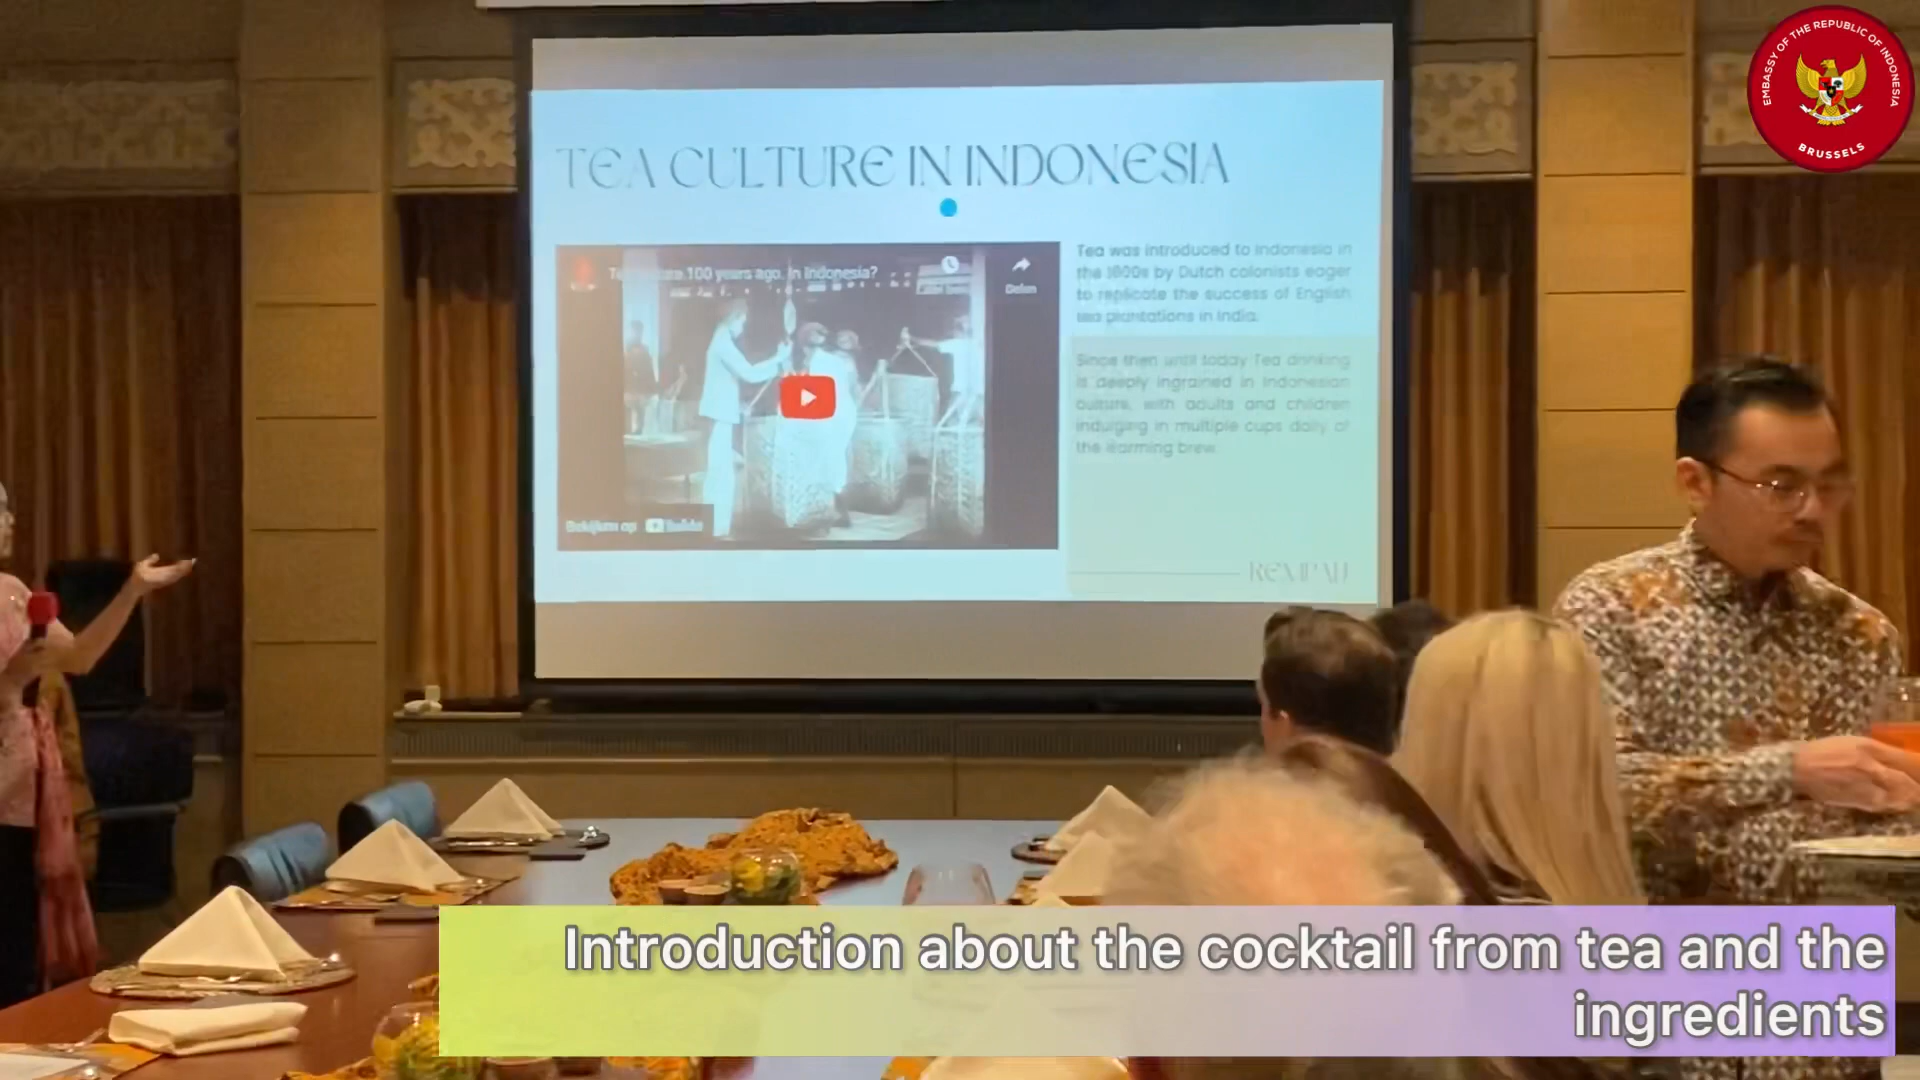 EMBASSY OF THE REPUBLIC OF INDONESIA
BRUSSELS
TEA CULTURE IN INDONESIA
100 years ago. In Indonesia?
Delen
Bekijken op YouTube
Tea was introduced to Indonesia in
the 1800s by Dutch colonists eager
to replicate the success of English
tea plantations in India.
Since then until today Tea drinking
is deeply ingrained in Indonesian
culture, with adults and children
indulging in multiple cups daily of
the warming brew.
REMPAH
Introduction about the cocktail from tea and the
ingredients